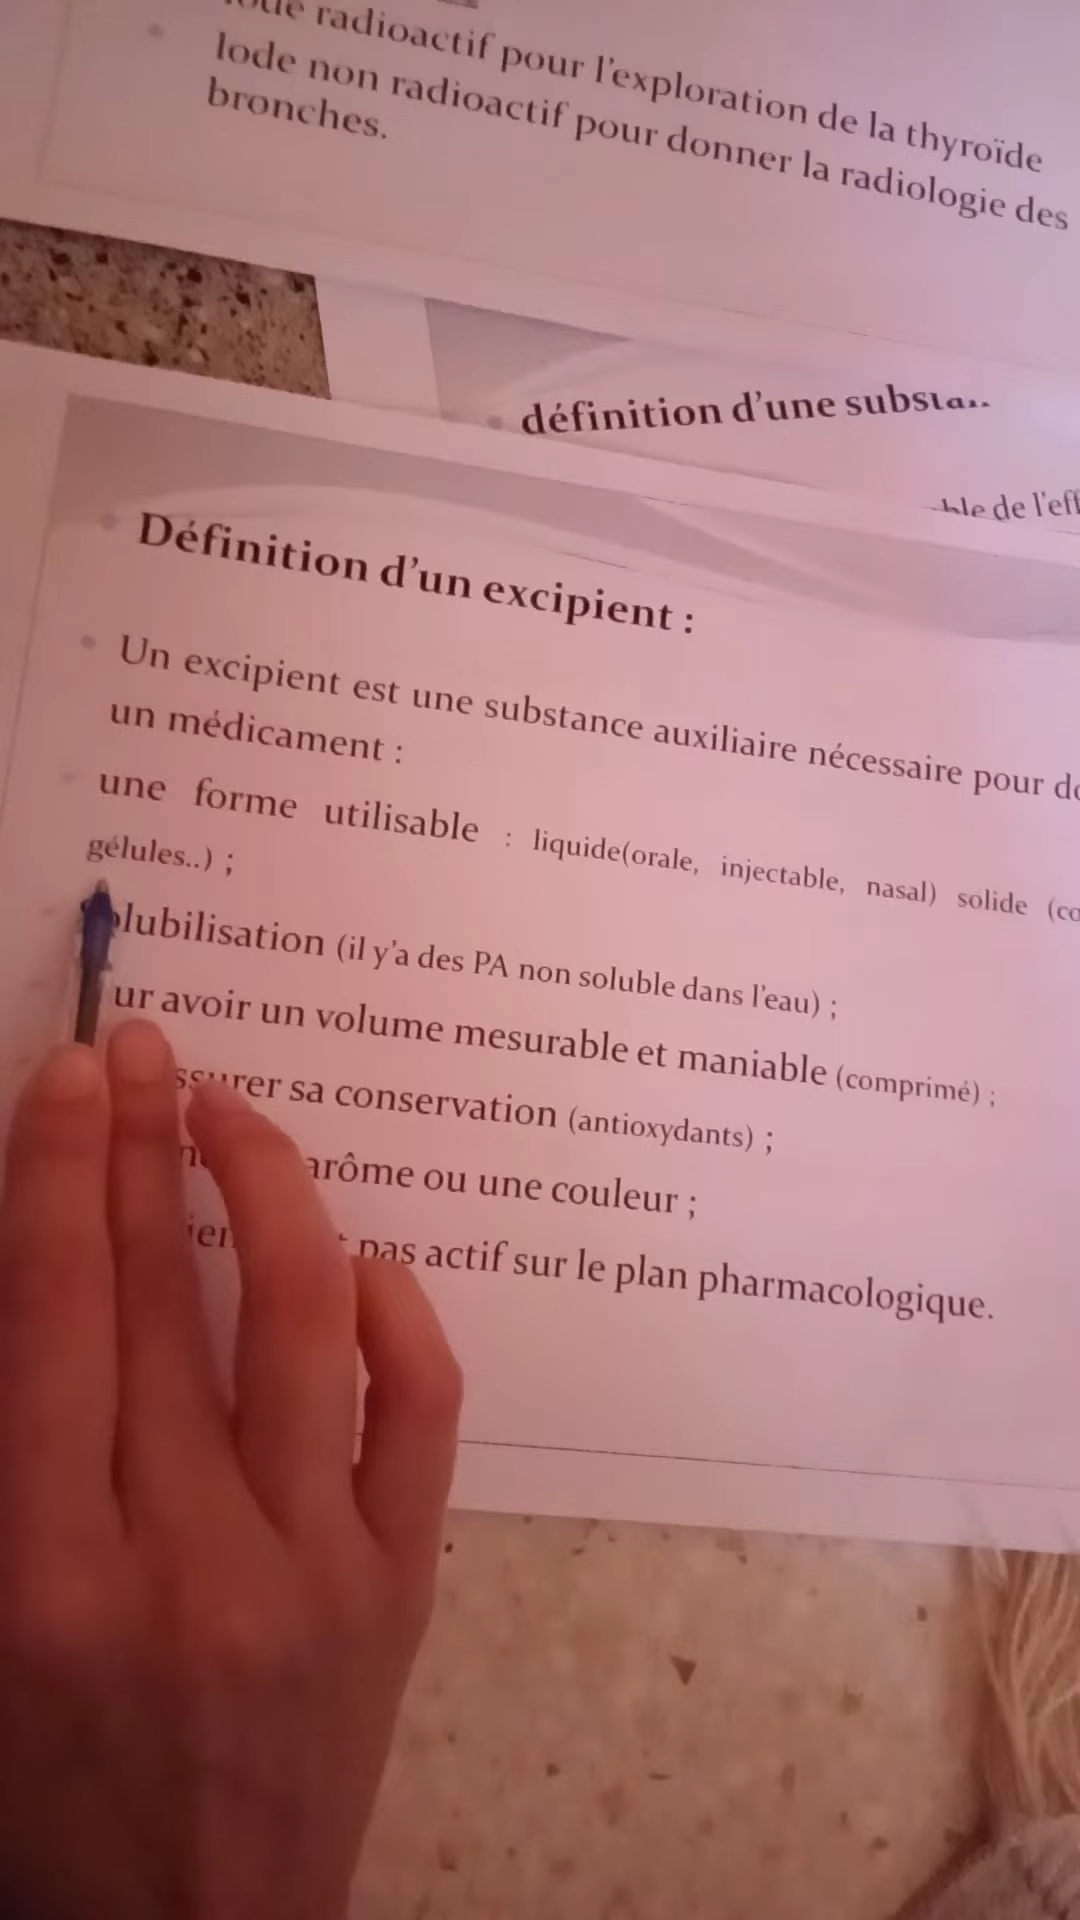 radioactif pour l'exploration de la thyroïde
Iode non radioactif pour donner la radiologie des
bronches.
définition d'une
de l'eff
Définition d'un excipient :
Un excipient est une substance auxiliaire nécessaire pour
un médicament :
une forme utilisable : liquide(orale, injectable, nasal) solide
gélules..) ;
(il y'a des PA non soluble dans l'eau) ;
avoir un volume mesurable et maniable (comprimé) ;
sa conservation (antioxydants) ;
arôme ou une couleur ;
pas actif sur le plan pharmacologique.